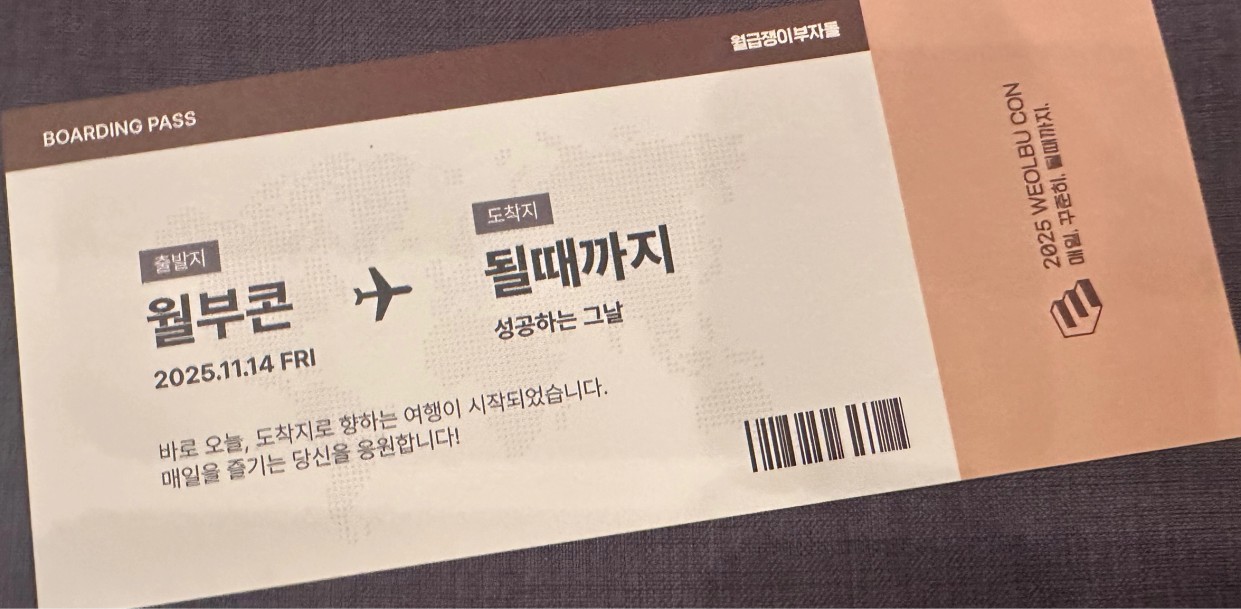 BOARDING PASS
월급쟁이부자들
출발지
월부콘
2025.11.14 FRI
도착지
될때까지
성공하는 그날
바로 오늘, 도착지로 향하는 여행이 시작되었습니다.
매일을 즐기는 당신을 응원합니다!
2025 WEOLBU CON
매일. 꾸준히. 될때까지.